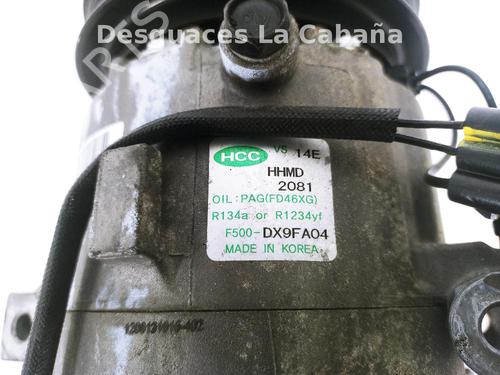 Desguaces La Cabaña
HCC VS 14E
HHMD
2081
OIL:PAG(FD46XG)
R134a or R1234yf
F500-DX9FA04
MADE IN KOREA